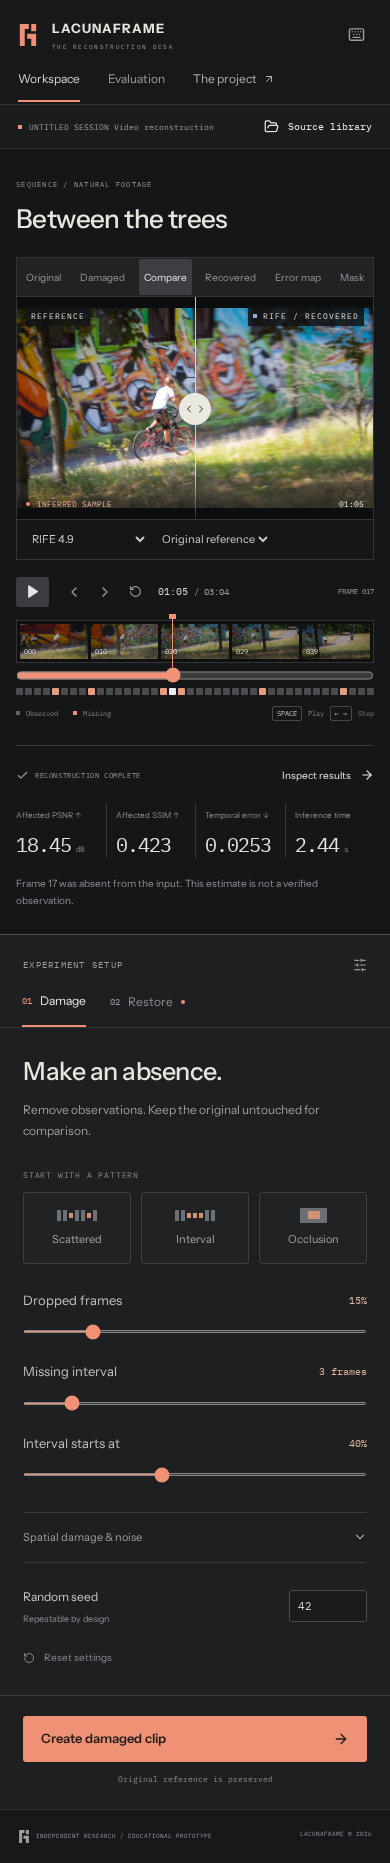 LACUNAFRAME
THE RECONSTRUCTION DESK
Workspace Evaluation The project
UNTITLED SESSION Video reconstruction Source library
SEQUENCE / NATURAL FOOTAGE
Between the trees
Original Damaged Compare Recovered Error map Mask
REFERENCE RIFE / RECOVERED
INFERRED SAMPLE 01:05
RIFE 4.9 Original reference
01:05 / 03:04 FRAME 017
000 010 020 029 039
Observed Missing SPACE Play ← → Step
RECONSTRUCTION COMPLETE Inspect results
Affected PSNR ↑ Affected SSIM ↑ Temporal error ↓ Inference time
18.45 dB 0.423 0.0253 2.44 s
Frame 17 was absent from the input. This estimate is not a verified
observation.
EXPERIMENT SETUP
01 Damage 02 Restore
Make an absence.
Remove observations. Keep the original untouched for
comparison.
START WITH A PATTERN
Scattered Interval Occlusion
Dropped frames 15%
Missing interval 3 frames
Interval starts at 40%
Spatial damage & noise
Random seed 42
Repeatable by design
Reset settings
Create damaged clip
Original reference is preserved
INDEPENDENT RESEARCH / EDUCATIONAL PROTOTYPE LACUNAFRAME © 2026